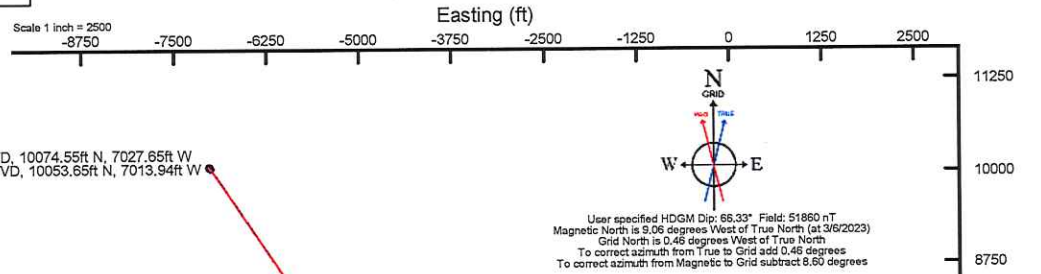 Easting (ft)
Scale 1 inch = 2500
-8750 -7500 -6250 -5000 -3750 -2500 -1250 0 1250 2500
11250
N
GRID
MAG TRUE
D, 10074.55ft N, 7027.65ft W
VD, 10053.65ft N, 7013.94ft W
10000
W E
User specified HDGM Dip: 66.33° Field: 51860 nT
Magnetic North is 9.06 degrees West of True North (at 3/6/2023)
Grid North is 0.46 degrees West of True North
To correct azimuth from True to Grid add 0.46 degrees
To correct azimuth from Magnetic to Grid subtract 8.60 degrees
8750